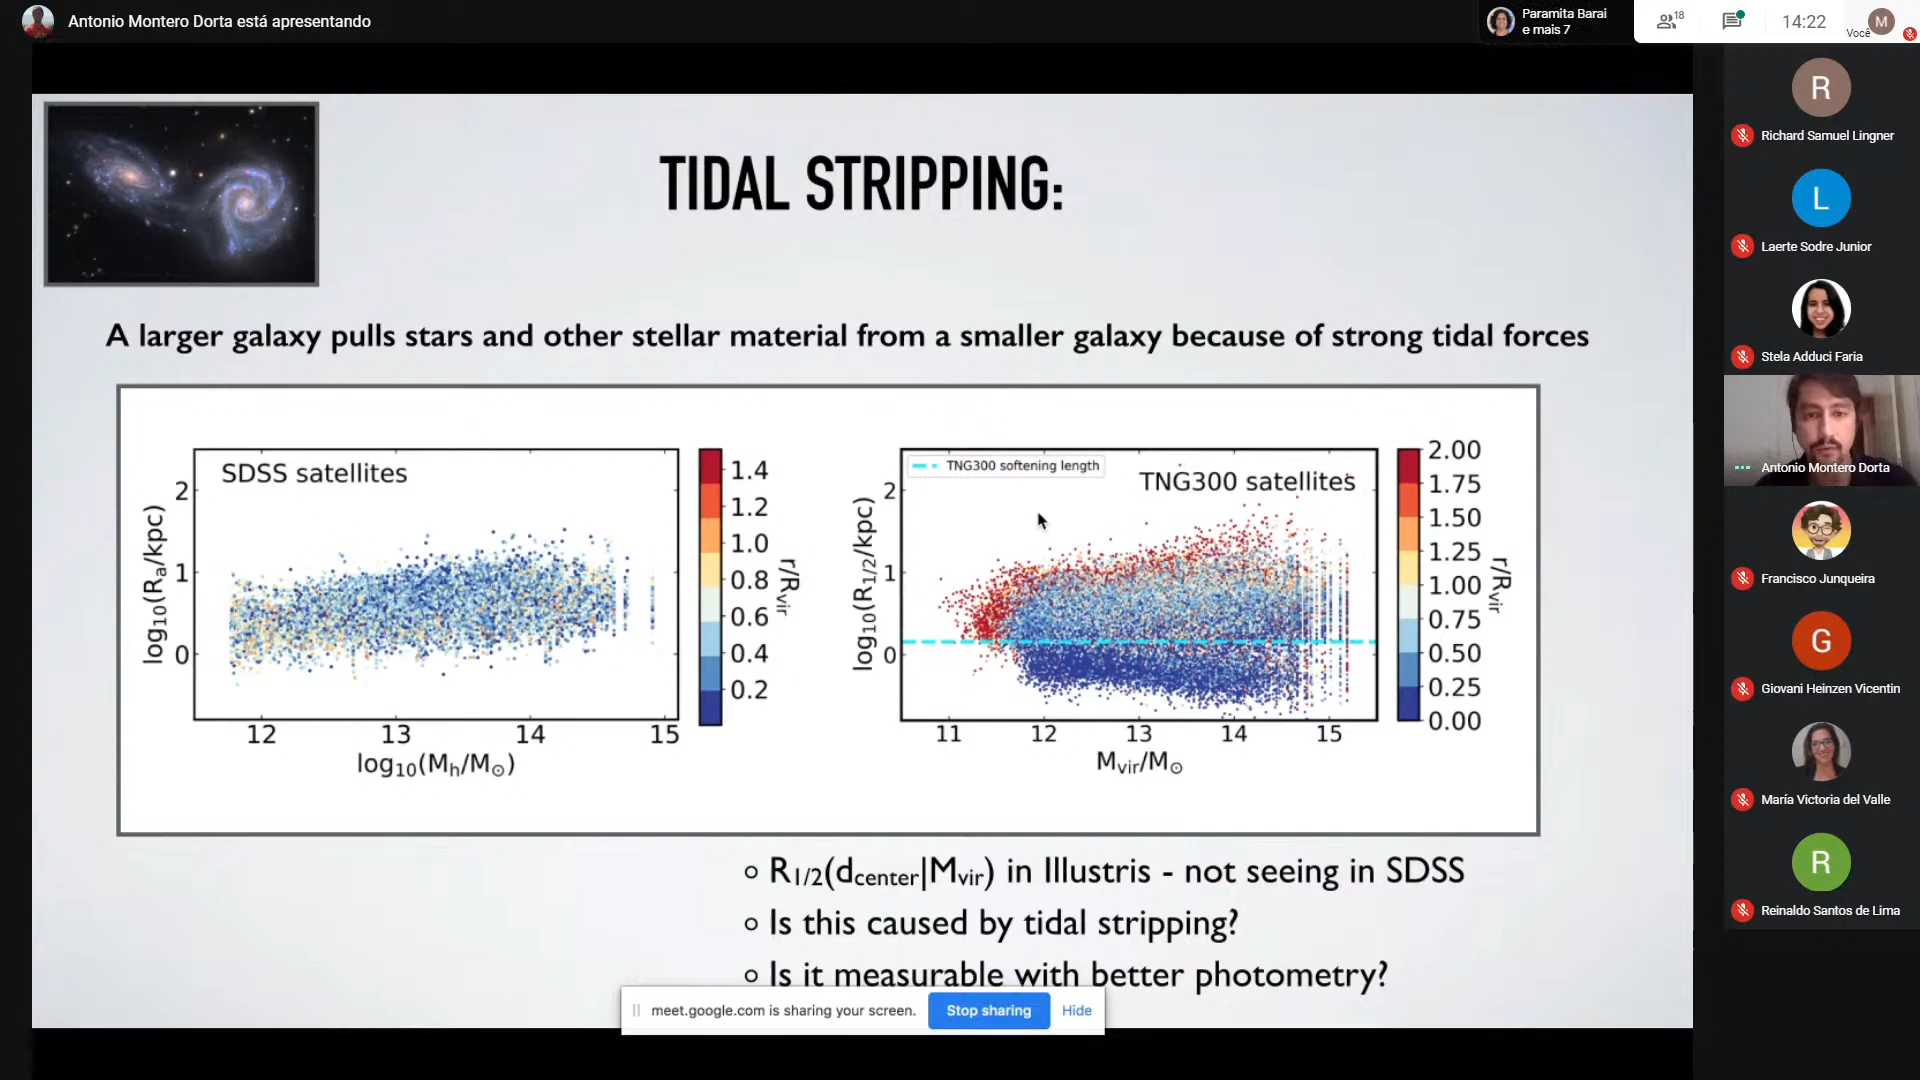 Antonio Montero Dorta está apresentando
Paramita Barai
e mais 7
18
14:22
Você
M
TIDAL STRIPPING:
A larger galaxy pulls stars and other stellar material from a smaller galaxy because of strong tidal forces
SDSS satellites
log₁₀(Rₐ/kpc)
2
1
0
12
13
14
15
log₁₀(Mₕ/M⊙)
1.4
1.2
1.0
0.8
0.6
0.4
0.2
r/Rvir
TNG300 softening length
TNG300 satellites
log₁₀(R₁/₂/kpc)
2
1
0
11
12
13
14
15
Mvir/M⊙
2.00
1.75
1.50
1.25
1.00
0.75
0.50
0.25
0.00
r/Rvir
◦ R1/2(dcenter|Mvir) in Illustris - not seeing in SDSS
◦ Is this caused by tidal stripping?
◦ Is it measurable with better photometry?
meet.google.com is sharing your screen.
Stop sharing
Hide
R
Richard Samuel Lingner
L
Laerte Sodre Junior
Stela Adduci Faria
Antonio Montero Dorta
Francisco Junqueira
G
Giovani Heinzen Vicentin
María Victoria del Valle
R
Reinaldo Santos de Lima